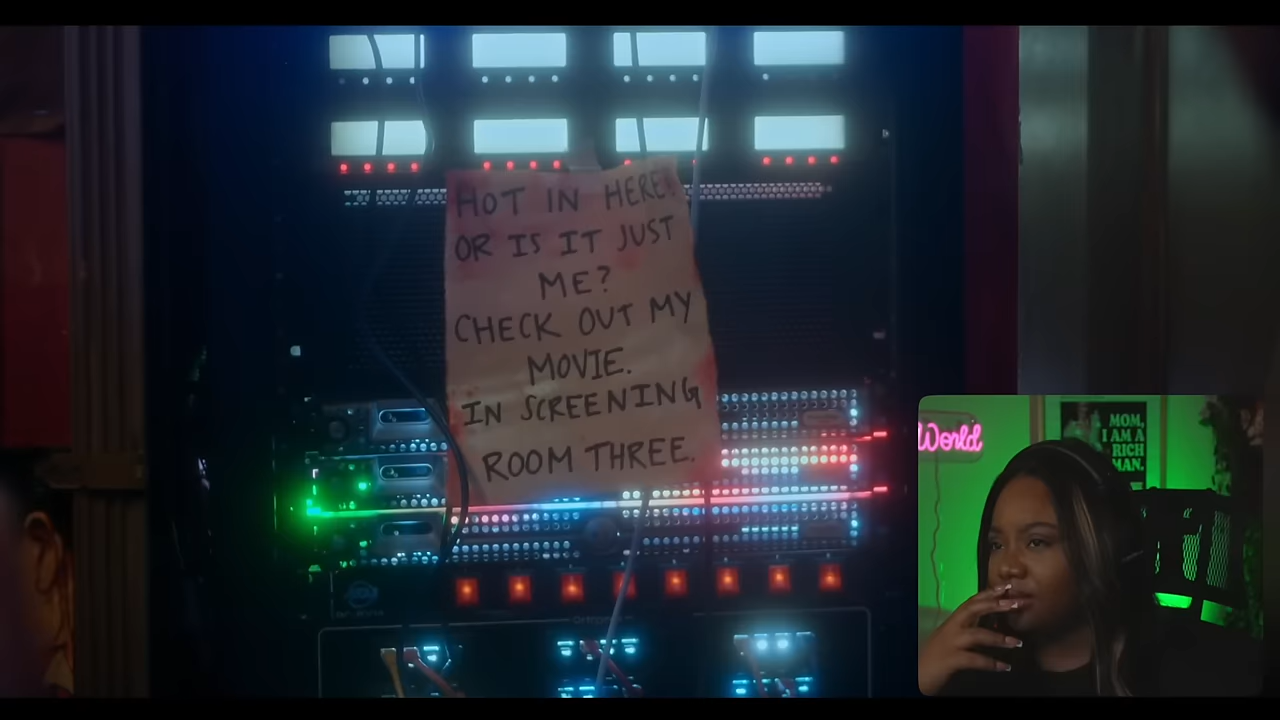 HOT IN HERE?
OR IS IT JUST
ME?
CHECK OUT MY
MOVIE.
IN SCREENING
ROOM THREE.
World
MOM,
I AM A
RICH
MAN.